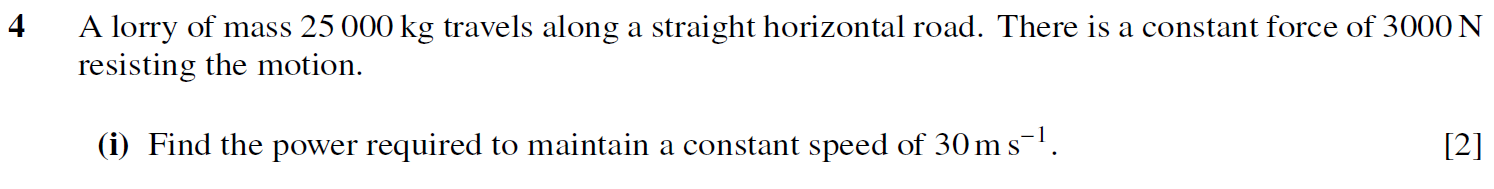 4 A lorry of mass 25 000 kg travels along a straight horizontal road. There is a constant force of 3000 N
resisting the motion.
(i) Find the power required to maintain a constant speed of 30 m s⁻¹. [2]